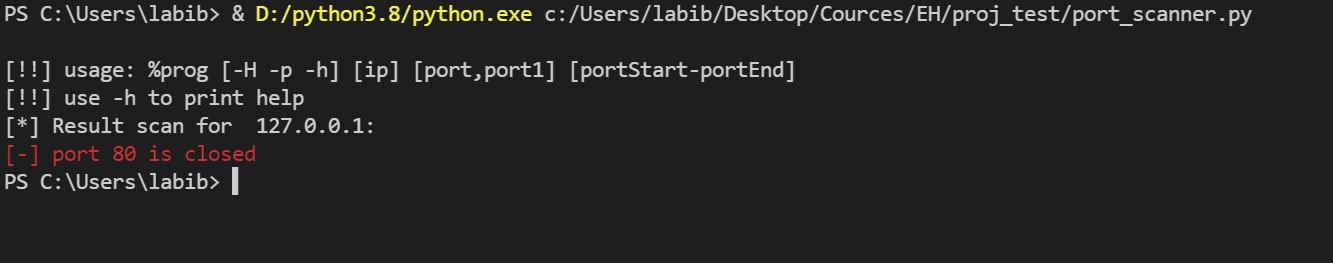 PS C:\Users\labib> & D:/python3.8/python.exe c:/Users/labib/Desktop/Cources/EH/proj_test/port_scanner.py
[!!] usage: %prog [-H -p -h] [ip] [port,port1] [portStart-portEnd]
[!!] use -h to print help
[*] Result scan for  127.0.0.1:
[-] port 80 is closed
PS C:\Users\labib>